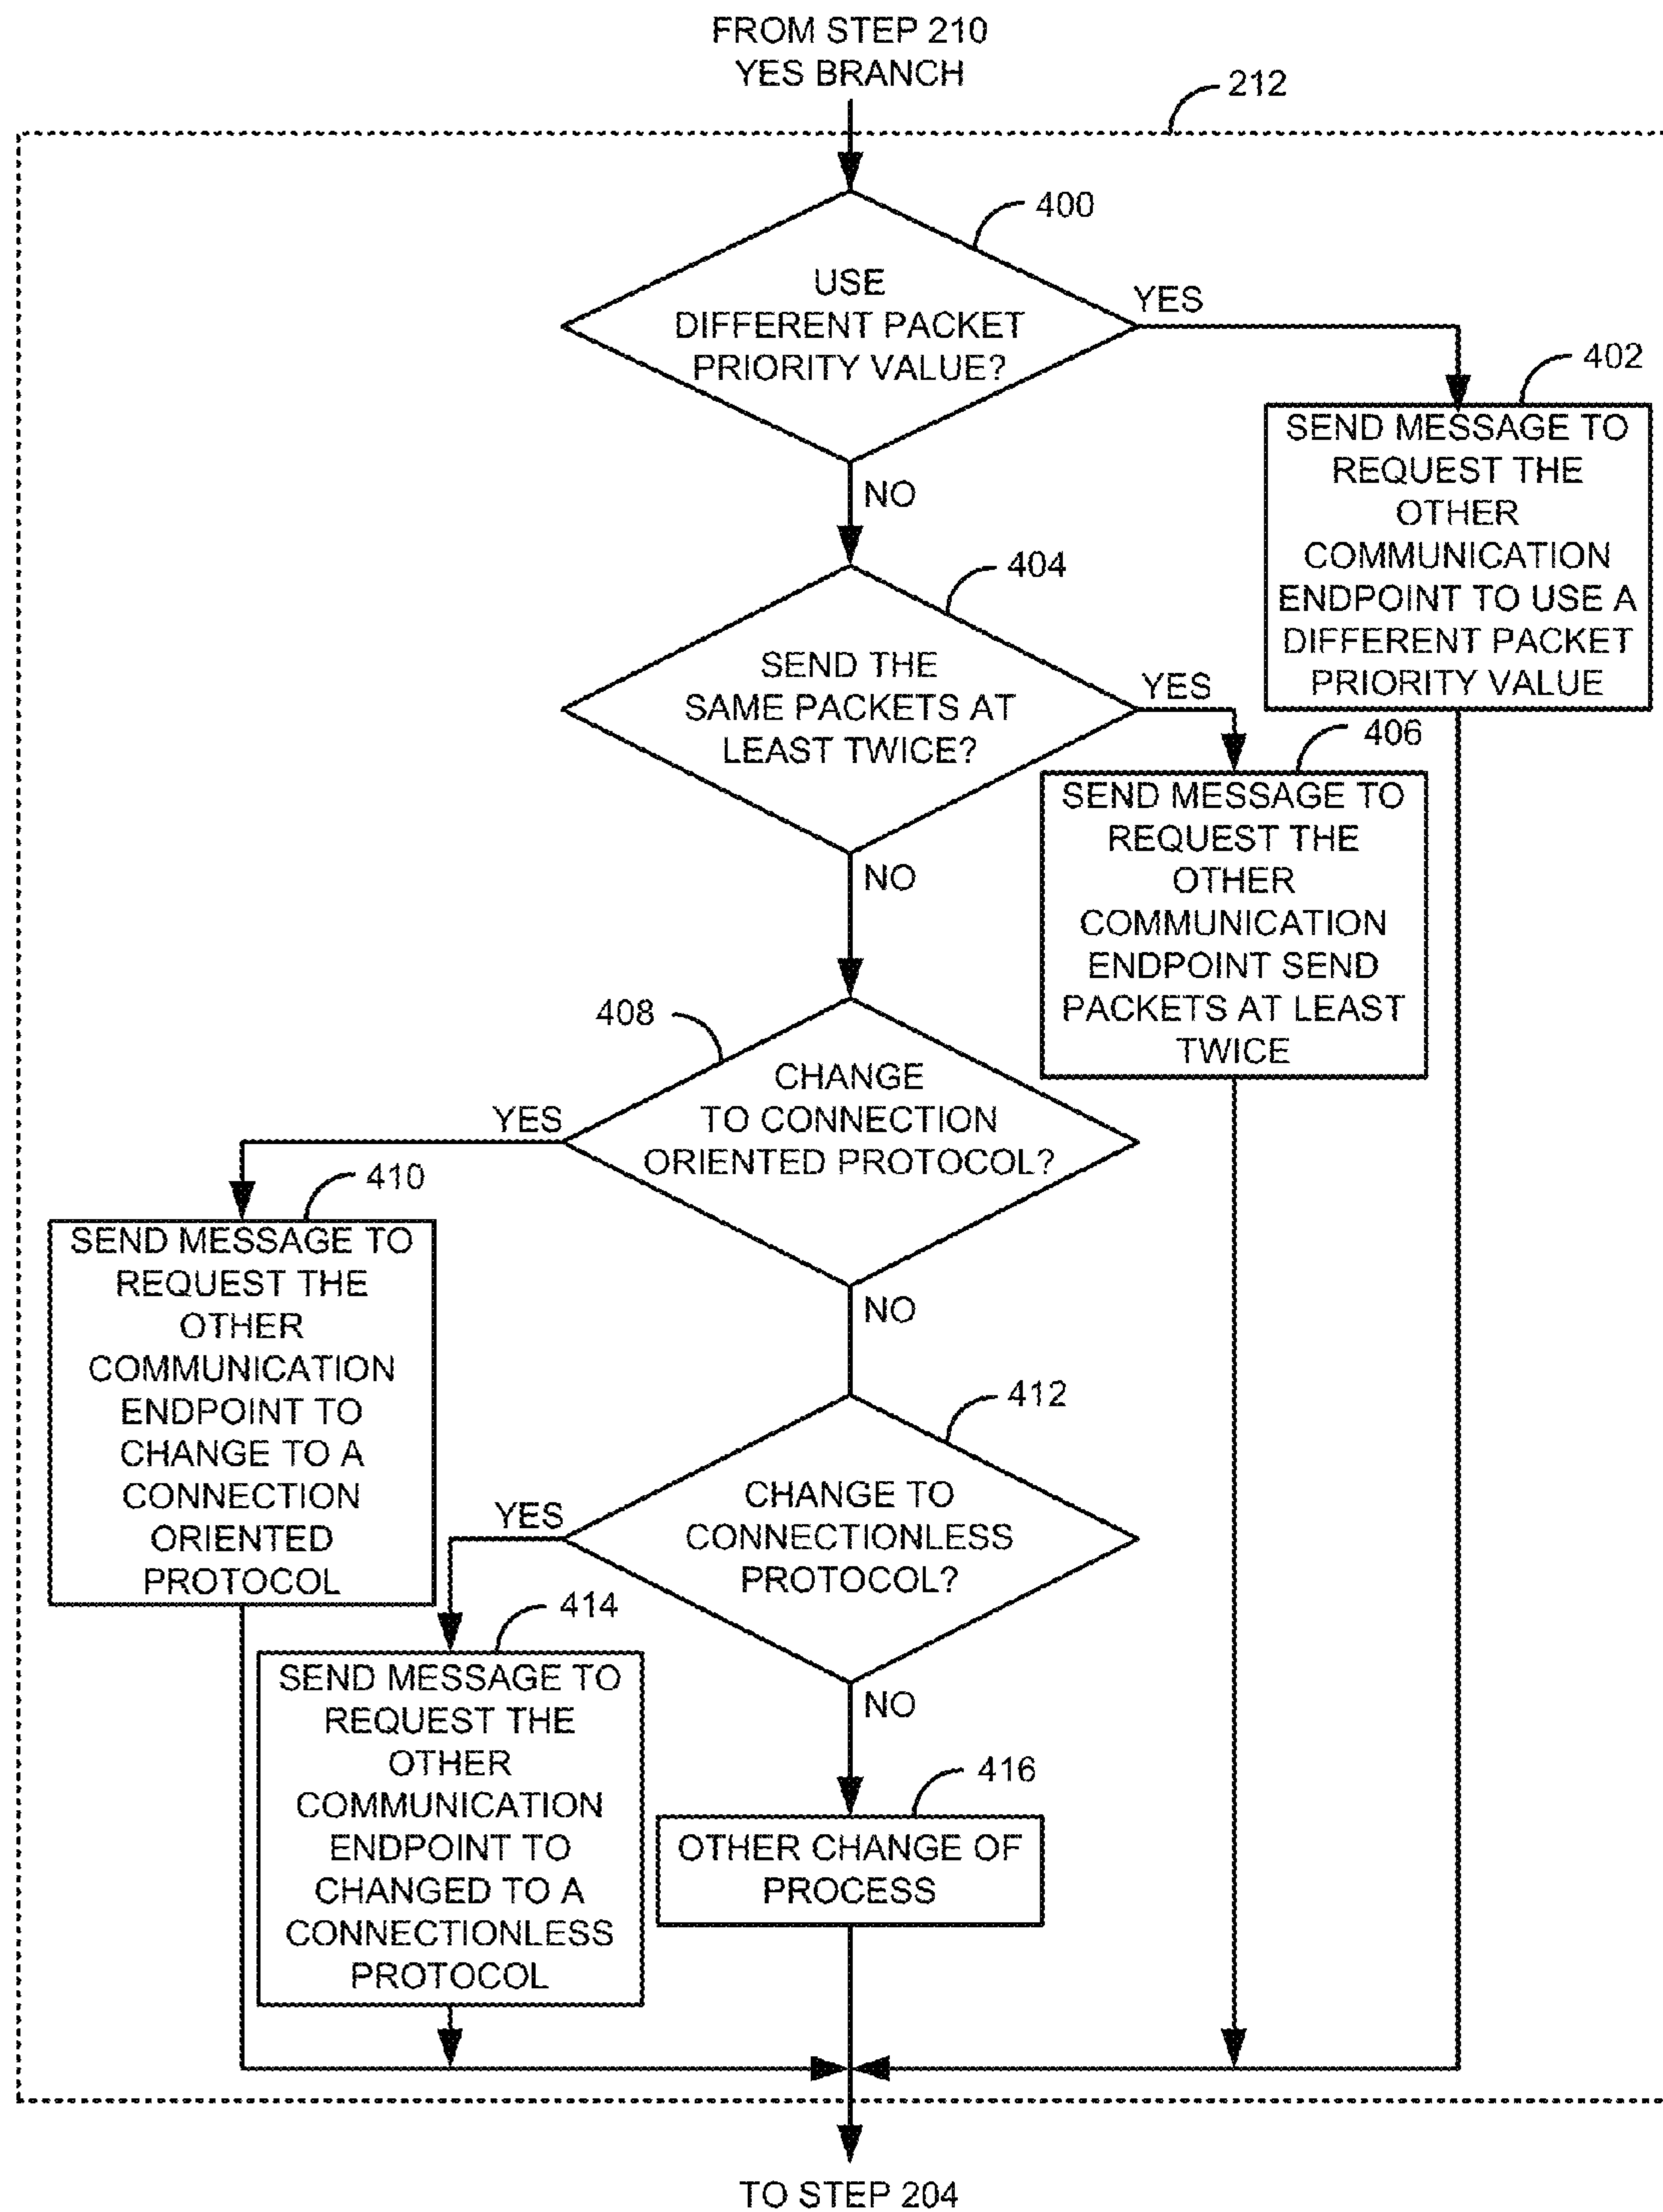 FROM STEP 210
YES BRANCH
212
400
USE
DIFFERENT PACKET
PRIORITY VALUE?
YES
402
SEND MESSAGE TO
REQUEST THE
OTHER
COMMUNICATION
ENDPOINT TO USE A
DIFFERENT PACKET
PRIORITY VALUE
NO
404
SEND THE
SAME PACKETS AT
LEAST TWICE?
YES
406
SEND MESSAGE TO
REQUEST THE
OTHER
COMMUNICATION
ENDPOINT SEND
PACKETS AT LEAST
TWICE
NO
408
CHANGE
TO CONNECTION
ORIENTED PROTOCOL?
YES
410
SEND MESSAGE TO
REQUEST THE
OTHER
COMMUNICATION
ENDPOINT TO
CHANGE TO A
CONNECTION
ORIENTED
PROTOCOL
NO
412
CHANGE TO
CONNECTIONLESS
PROTOCOL?
YES
414
SEND MESSAGE TO
REQUEST THE
OTHER
COMMUNICATION
ENDPOINT TO
CHANGED TO A
CONNECTIONLESS
PROTOCOL
NO
416
OTHER CHANGE OF
PROCESS
TO STEP 204